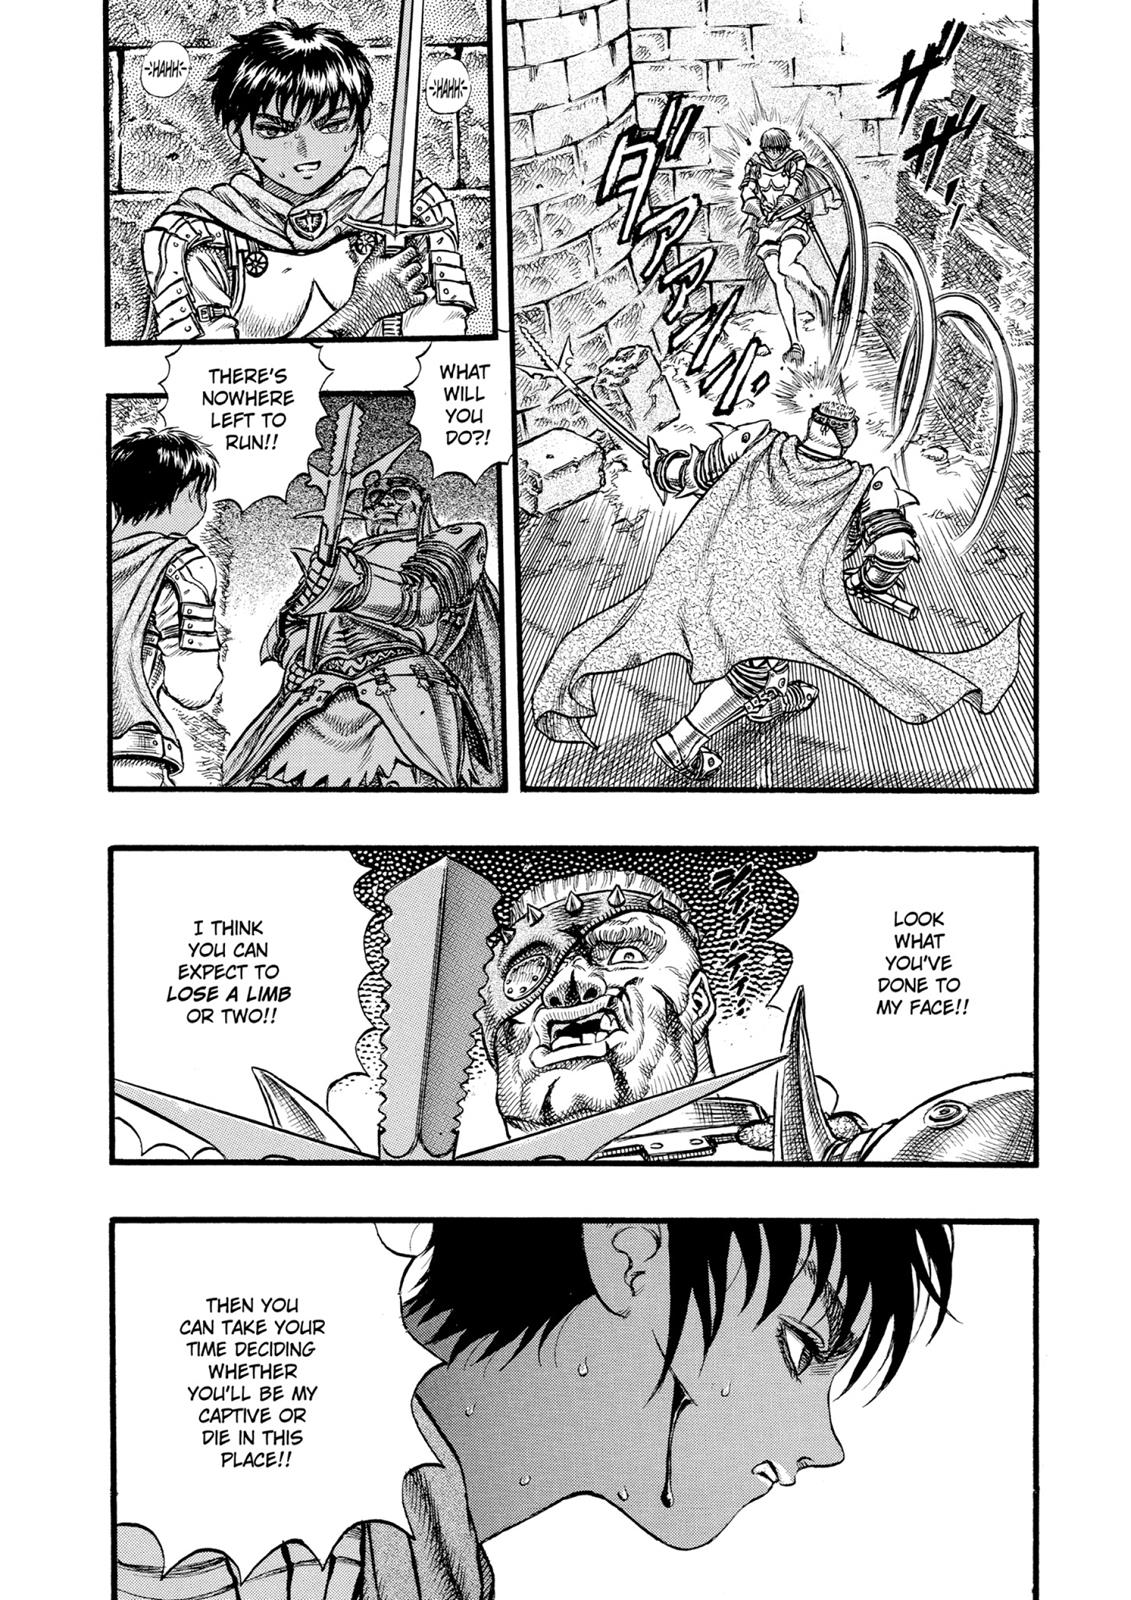 ザッ
ザッ
ダァァァン
-HAHH-
-HAHH-
WHAT
WILL
YOU
DO?!
THERE'S
NOWHERE
LEFT TO
RUN!!
LOOK
WHAT
YOU'VE
DONE TO
MY FACE!!
I THINK
YOU CAN
EXPECT TO
LOSE A LIMB
OR TWO!!
THEN YOU
CAN TAKE YOUR
TIME DECIDING
WHETHER
YOU'LL BE MY
CAPTIVE OR
DIE IN THIS
PLACE!!